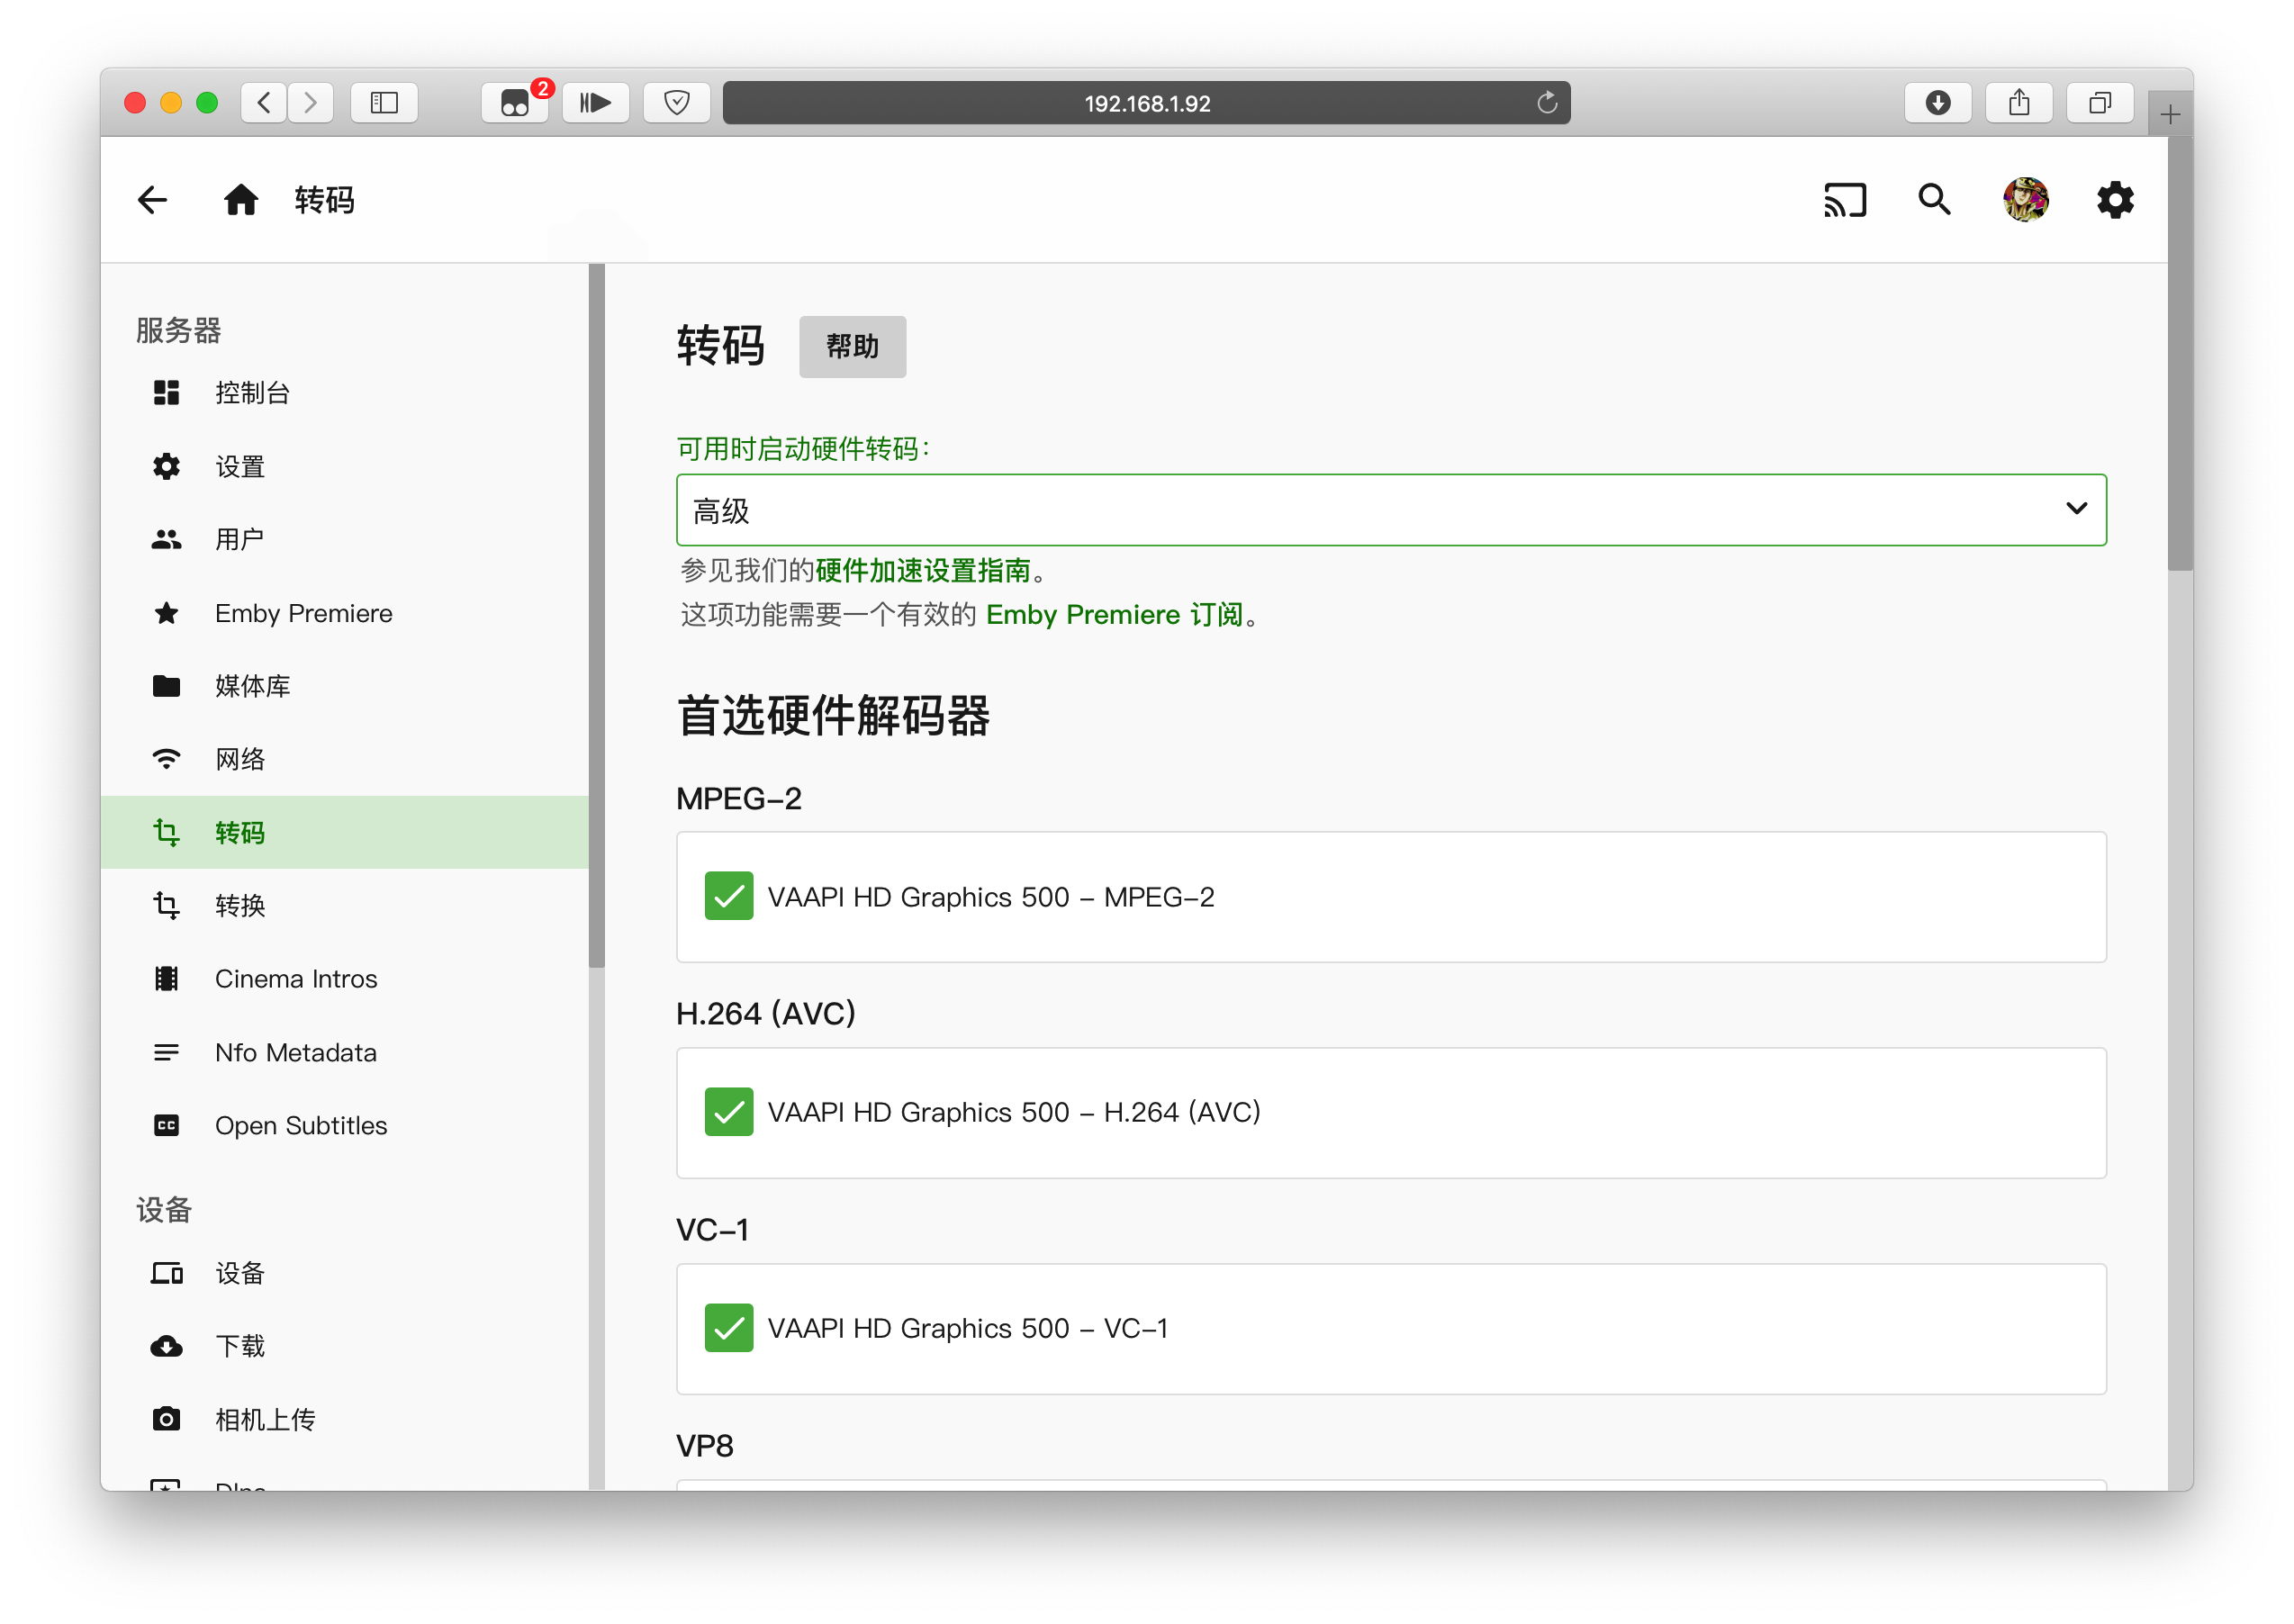 2
192.168.1.92
转码
服务器
控制台
设置
用户
Emby Premiere
媒体库
网络
转码
转换
Cinema Intros
Nfo Metadata
Open Subtitles
设备
设备
下载
相机上传
转码
帮助
可用时启动硬件转码：
高级
参见我们的硬件加速设置指南。
这项功能需要一个有效的 Emby Premiere 订阅。
首选硬件解码器
MPEG-2
VAAPI HD Graphics 500 - MPEG-2
H.264 (AVC)
VAAPI HD Graphics 500 - H.264 (AVC)
VC-1
VAAPI HD Graphics 500 - VC-1
VP8